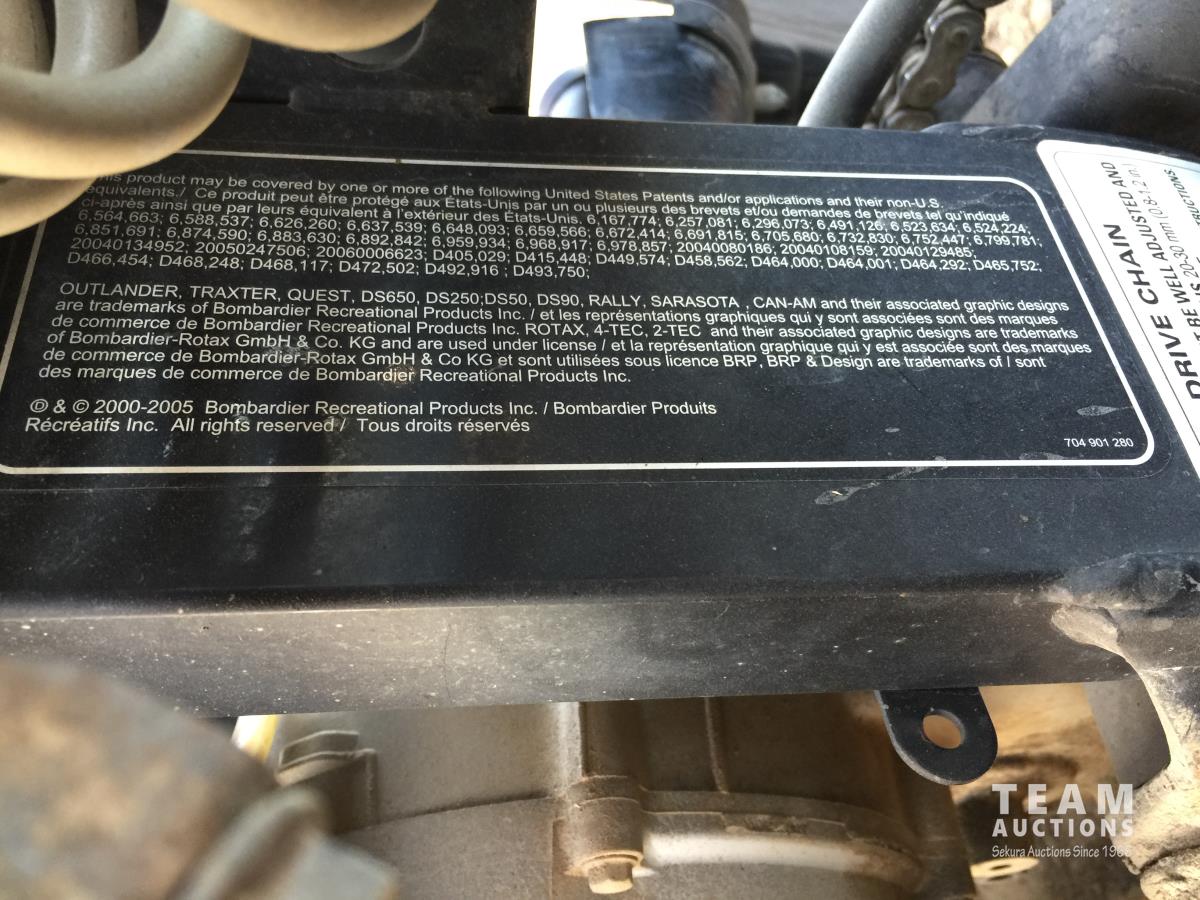 his product may be covered by one or more of the following United States Patents and/or applications and their non-U.S.
equivalents./ Ce produit peut être protégé aux États-Unis par un ou plusieurs des brevets et/ou demandes de brevets tel qu'indiqué
ci-après ainsi que par leurs équivalent à l'extérieur des États-Unis. 6,167,774; 6,257,081; 6,296,073; 6,491,126; 6,523,634; 6,524,224;
6,564,663; 6,588,537; 6,626,260; 6,637,539; 6,648,093; 6,659,566; 6,672,414; 6,691,815; 6,705,680; 6,732,830; 6,752,447; 6,799,781;
6,851,691; 6,874,590; 6,883,630; 6,892,842; 6,959,934; 6,968,917; 6,978,857; 20040080186; 20040108159; 20040129485;
20040134952; 20050247506; 20060006623; D405,029; D415,448; D449,574; D458,562; D464,000; D464,001; D464,292; D465,752;
D466,454; D468,248; D468,117; D472,502; D492,916 ; D493,750;
OUTLANDER, TRAXTER, QUEST, DS650, DS250;DS50, DS90, RALLY, SARASOTA , CAN-AM and their associated graphic designs
are trademarks of Bombardier Recreational Products Inc. / et les représentations graphiques qui y sont associées sont des marques
de commerce de Bombardier Recreational Products Inc. ROTAX, 4-TEC, 2-TEC and their associated graphic designs are trademarks
of Bombardier-Rotax GmbH & Co. KG and are used under license / et la représentation graphique qui y est associée sont des marques
de commerce de Bombardier-Rotax GmbH & Co KG et sont utilisées sous licence BRP, BRP & Design are trademarks of / sont
des marques de commerce de Bombardier Recreational Products Inc.
℗ & © 2000-2005 Bombardier Recreational Products Inc. / Bombardier Produits
Récréatifs Inc. All rights reserved / Tous droits réservés
704 901 280
DRIVE CHAIN
WELL ADJUSTED AND
20-30 mm (0.8-1.2 in.)
TEAM
AUCTIONS
Sekura Auctions Since 1966